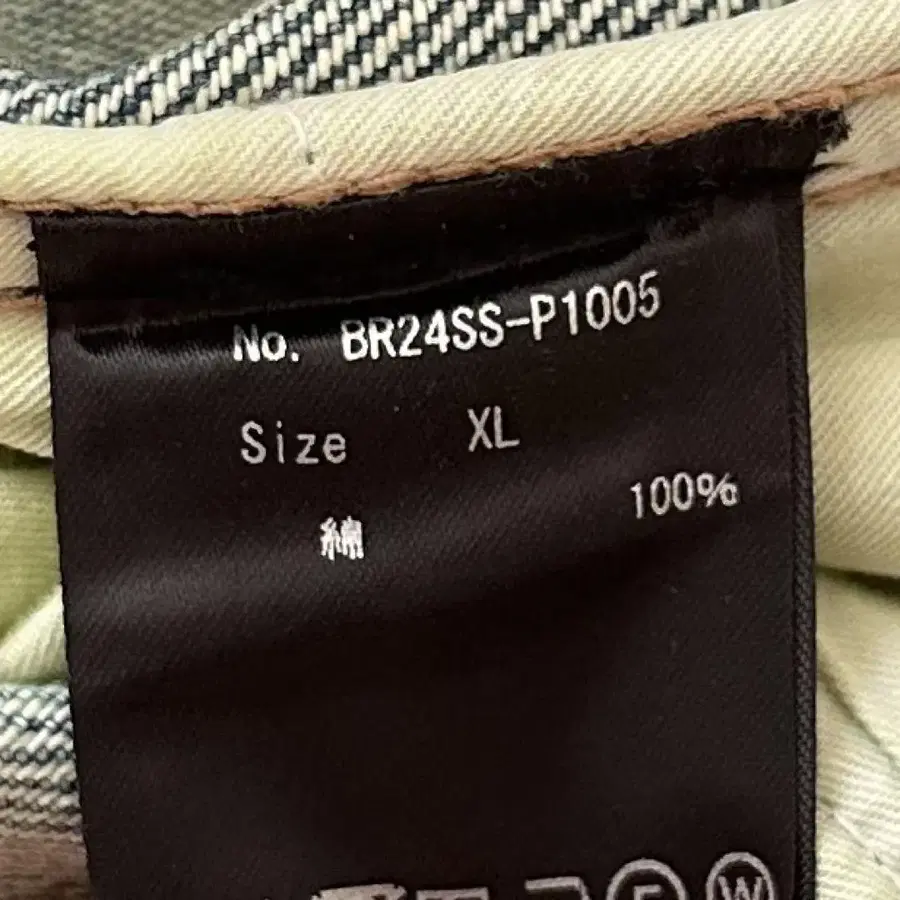 No. BR24SS-P1005
Size XL
綿 100%
F W